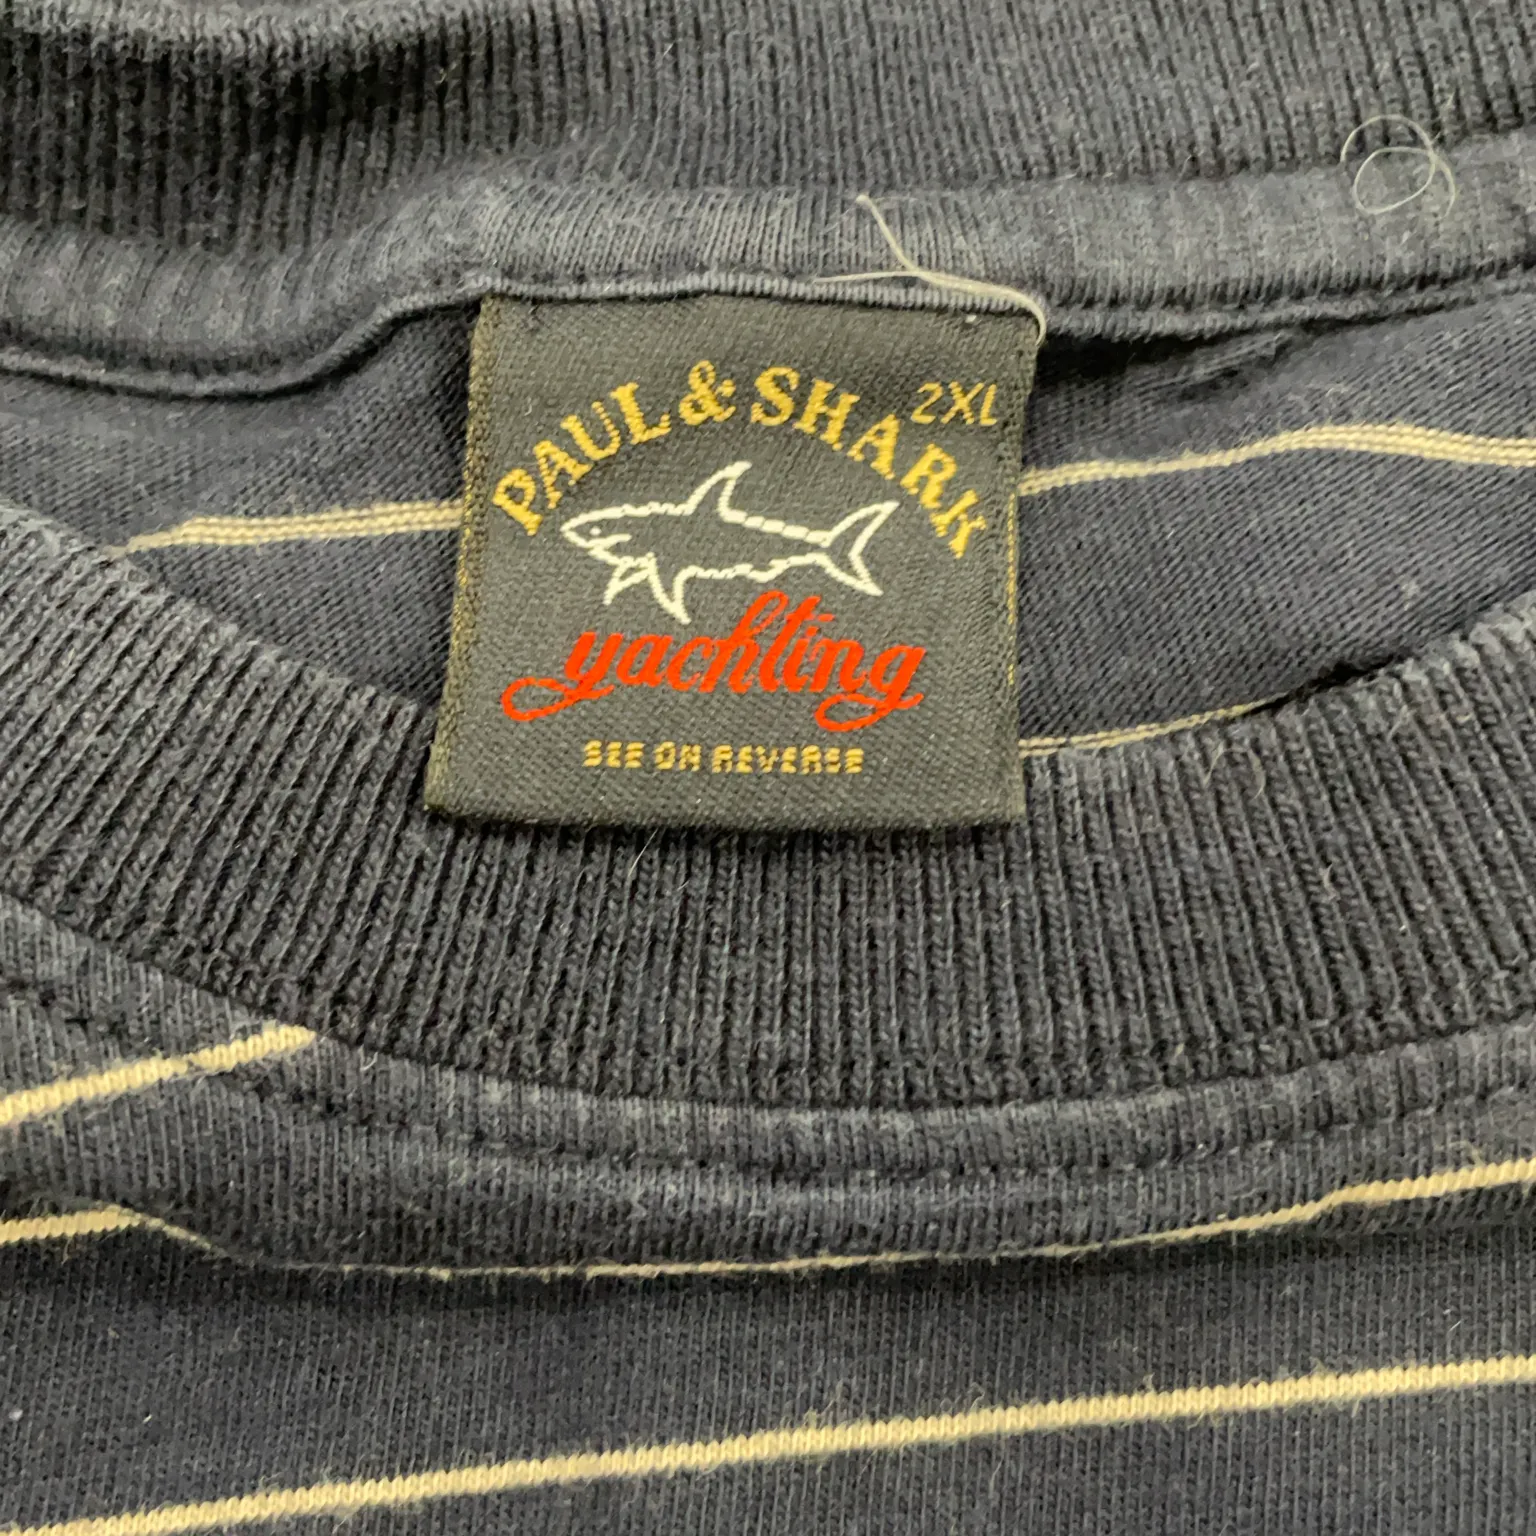 PAUL & SHARK
2XL
yachting
SEE ON REVERSE